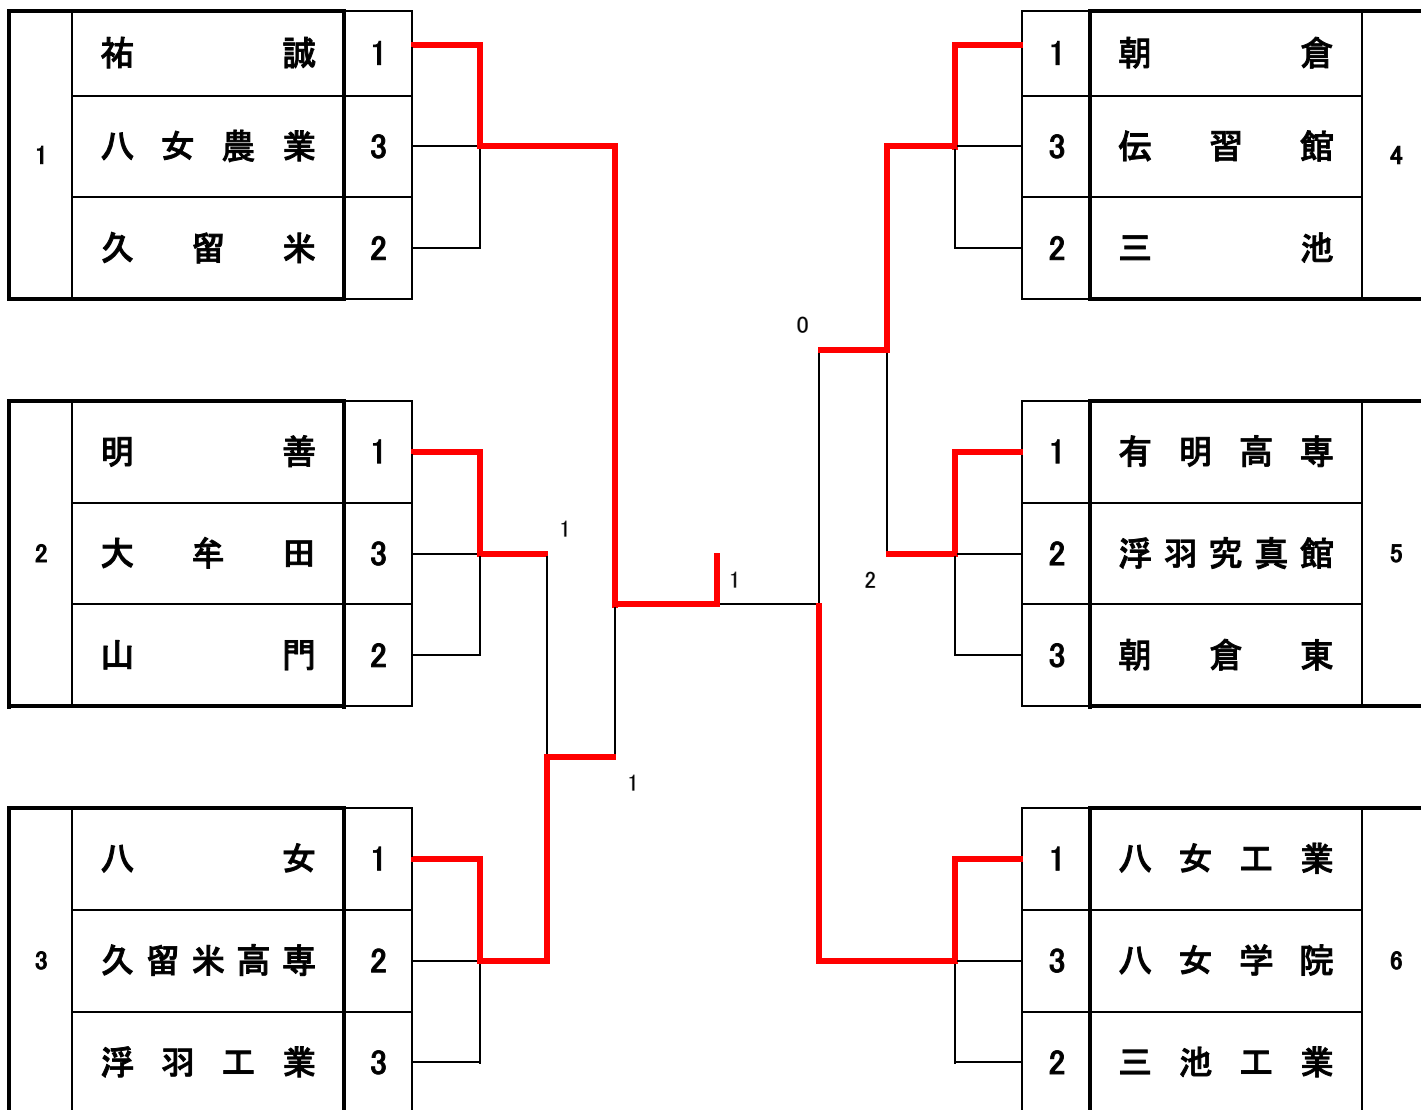 1
祐誠 1
八女農業 3
久留米 2
2
明善 1
大牟田 3
山門 2
3
八女 1
久留米高専 2
浮羽工業 3
1
1
1
0
2
1 朝倉
3 伝習館
2 三池
4
1 有明高専
2 浮羽究真館
3 朝倉東
5
1 八女工業
3 八女学院
2 三池工業
6